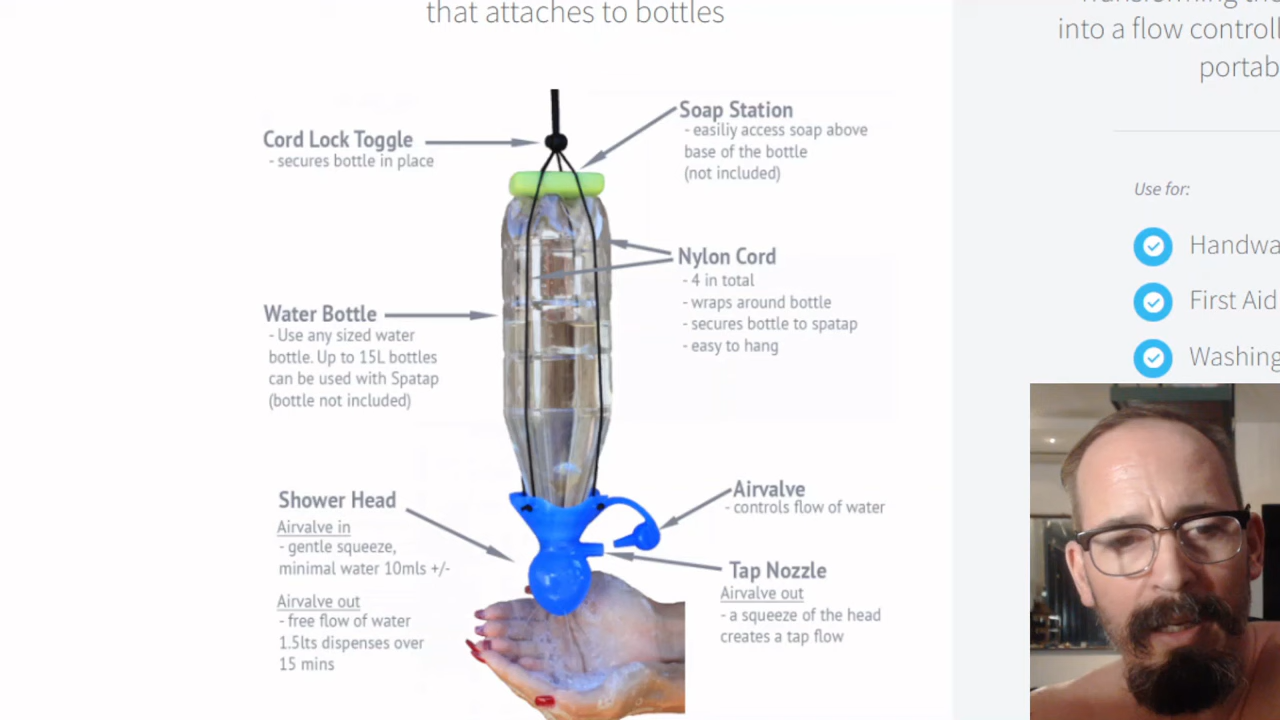 that attaches to bottles
Cord Lock Toggle
- secures bottle in place
Soap Station
- easiliy access soap above
base of the bottle
(not included)
Nylon Cord
- 4 in total
- wraps around bottle
- secures bottle to spatap
- easy to hang
Water Bottle
- Use any sized water
bottle. Up to 15L bottles
can be used with Spatap
(bottle not included)
Shower Head
Airvalve in
- gentle squeeze,
minimal water 10mls +/-
Airvalve out
- free flow of water
1.5lts dispenses over
15 mins
Airvalve
- controls flow of water
Tap Nozzle
Airvalve out
- a squeeze of the head
creates a tap flow
into a flow controll
portab
Use for:
Handwa
First Aid
Washing